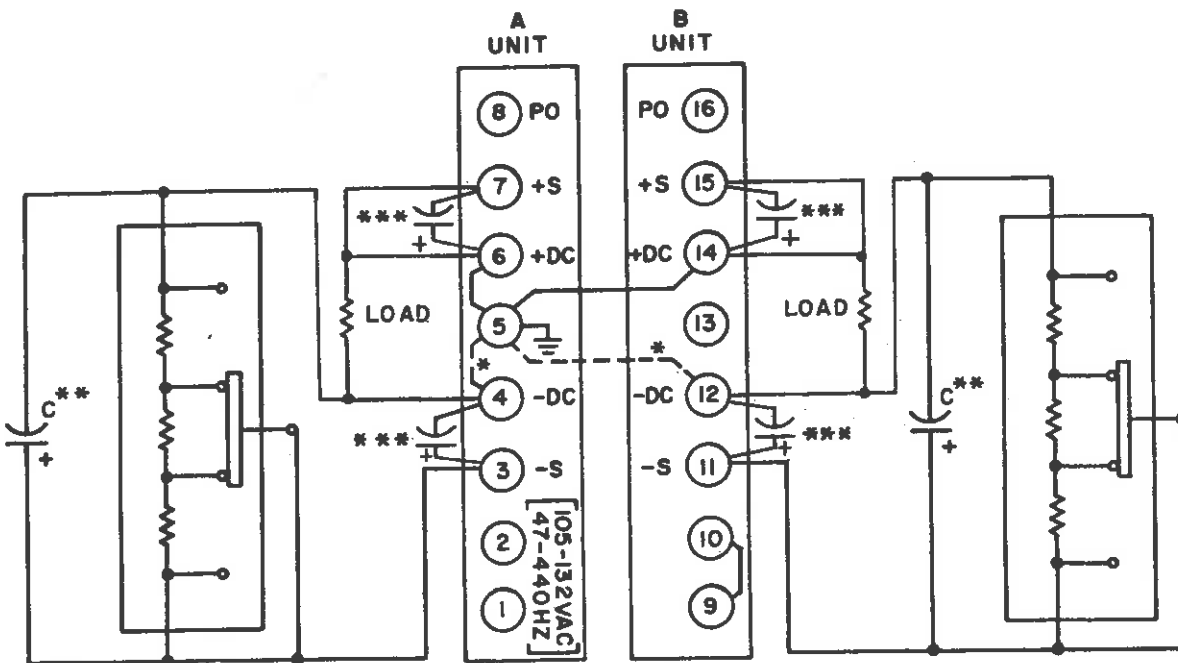 A UNIT
B UNIT
8 PO
PO 16
7 +S
+S 15
***
***
+
+
6 +DC
+DC 14
LOAD
5
13
LOAD
*
*
4 -DC
-DC 12
C**
C**
+
+
***
***
+
+
3 -S
-S 11
2
10
1
9
105-132VAC
47-440HZ